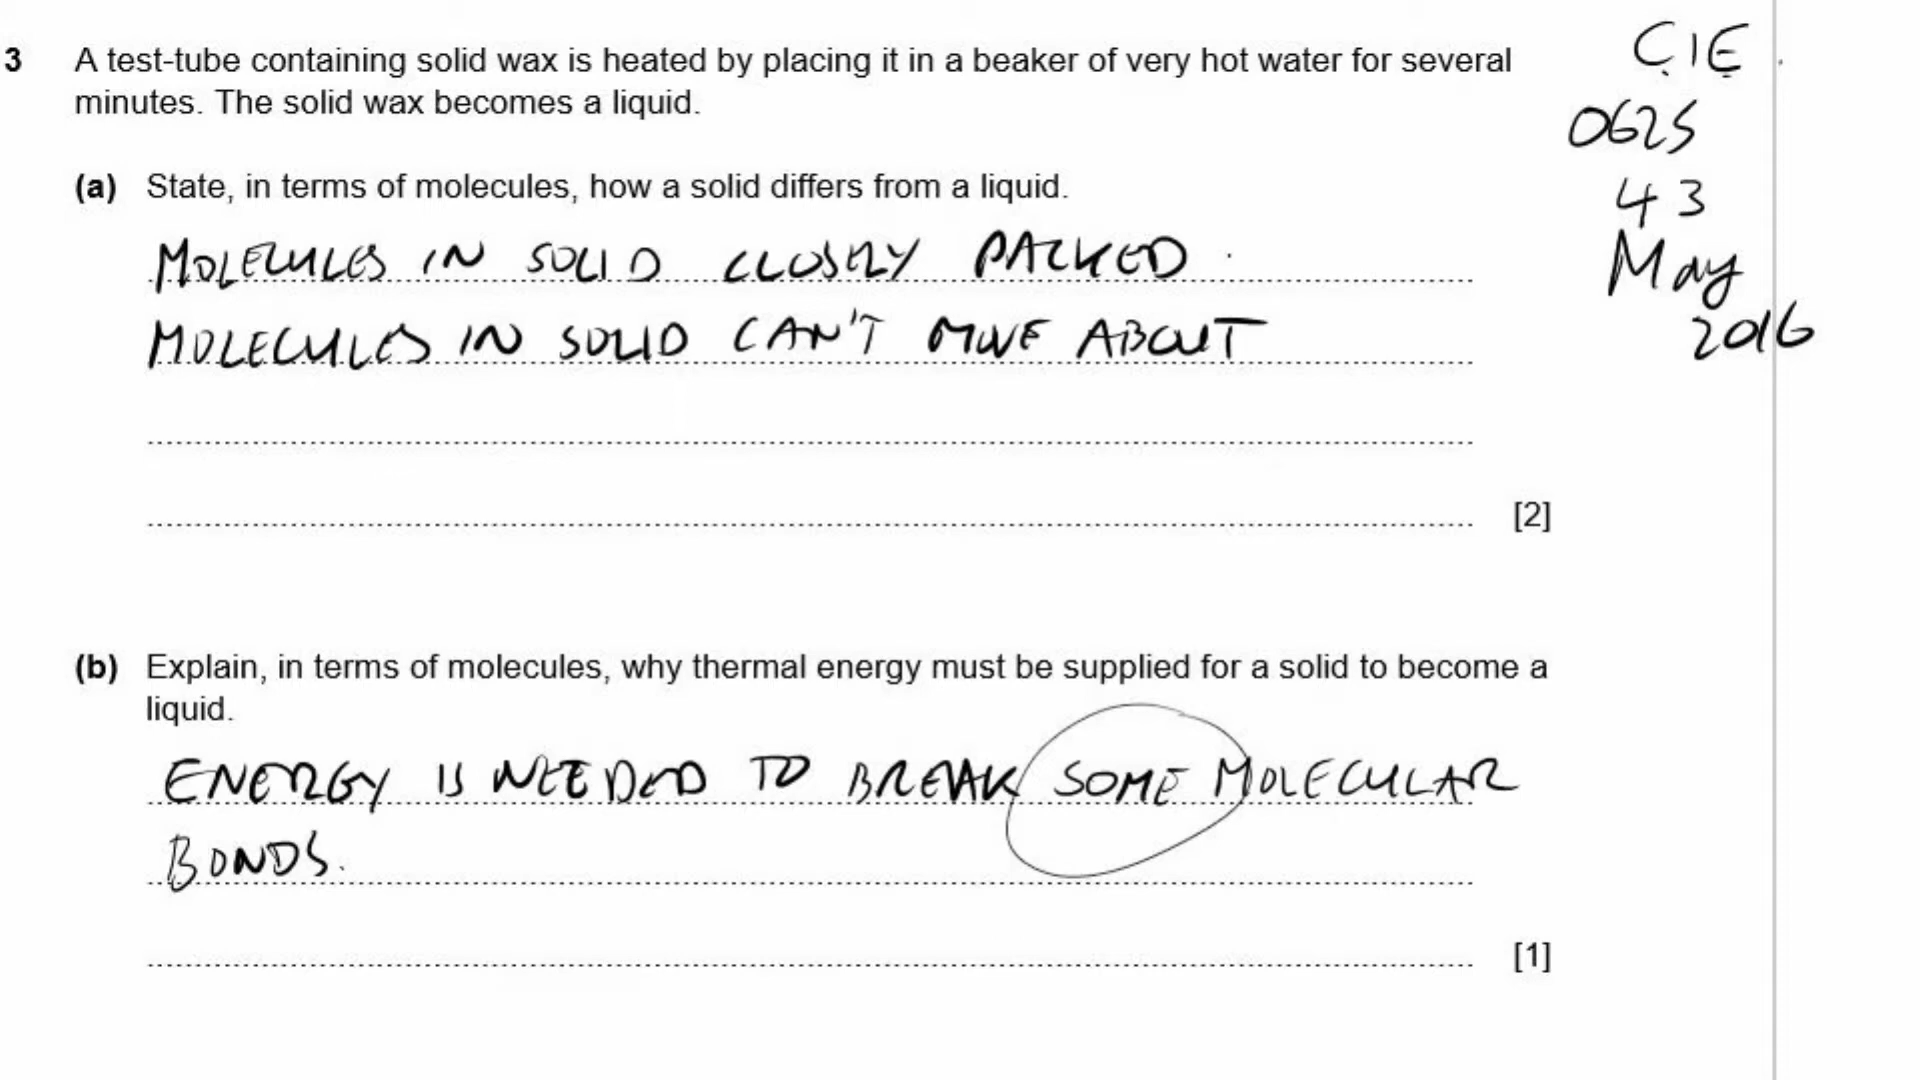 3 A test-tube containing solid wax is heated by placing it in a beaker of very hot water for several
minutes. The solid wax becomes a liquid.
CIE
0625
43
May
2016
(a) State, in terms of molecules, how a solid differs from a liquid.
MOLECULES IN SOLID CLOSELY PACKED
MOLECULES IN SOLID CAN'T MOVE ABOUT
[2]
(b) Explain, in terms of molecules, why thermal energy must be supplied for a solid to become a
liquid.
ENERGY IS NEEDED TO BREAK SOME MOLECULAR
BONDS.
[1]